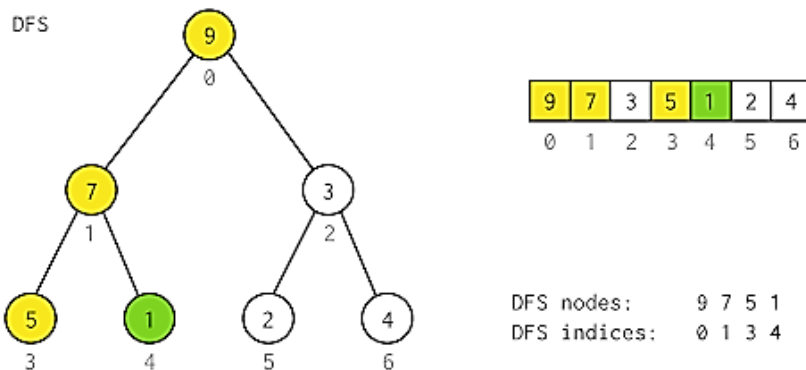 DFS
9
0
9 7 3 5 1 2 4
0 1 2 3 4 5 6
7 3
1 2
5 1 2 4
3 4 5 6
DFS nodes: 9 7 5 1
DFS indices: 0 1 3 4